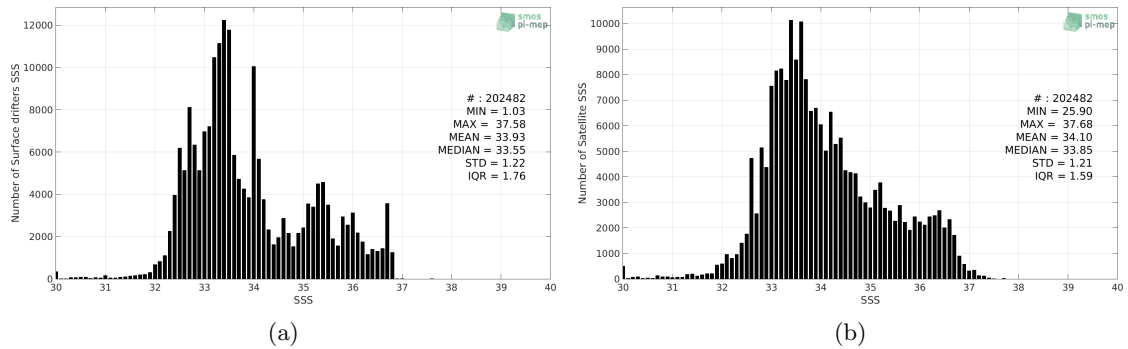 smos
pi-mep
12000
10000
8000
6000
4000
2000
0
Number of Surface drifters SSS
# : 202482
MIN = 1.03
MAX = 37.58
MEAN = 33.93
MEDIAN = 33.55
STD = 1.22
IQR = 1.76
30 31 32 33 34 35 36 37 38 39 40
SSS
(a)
smos
pi-mep
10000
9000
8000
7000
6000
5000
4000
3000
2000
1000
0
Number of Satellite SSS
# : 202482
MIN = 25.90
MAX = 37.68
MEAN = 34.10
MEDIAN = 33.85
STD = 1.21
IQR = 1.59
30 31 32 33 34 35 36 37 38 39 40
SSS
(b)